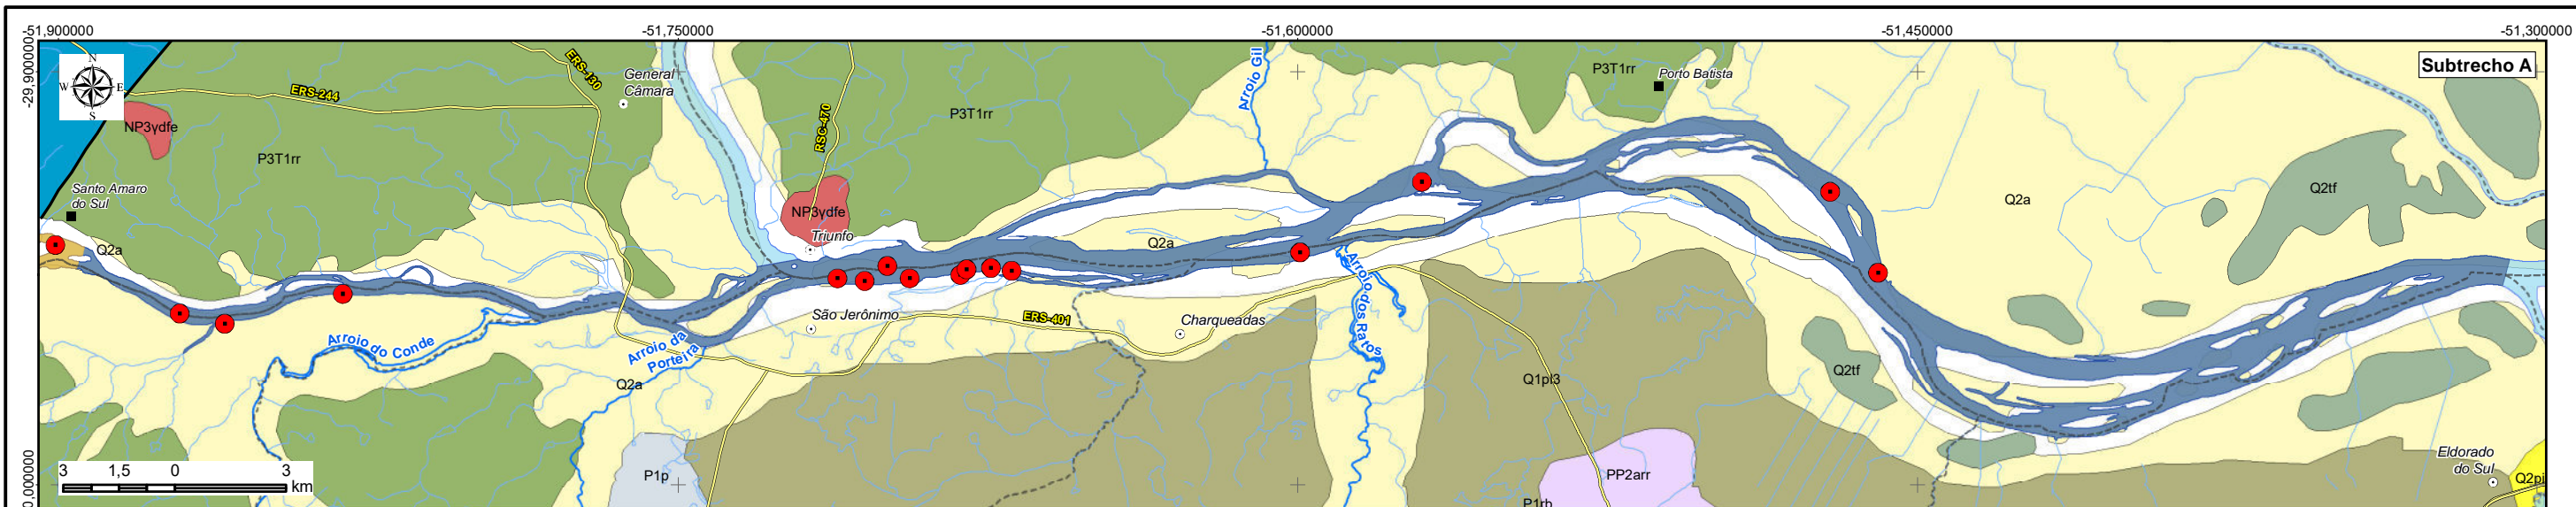 -51,900000
-51,750000
-51,600000
-51,450000
-51,300000
-29,900000
N
W
E
S
ERS-244
ERS-130
General
Câmara
RSC-470
Arroio Gil
P3T1rr
Porto Batista
Subtrecho A
NP3γdfe
P3T1rr
P3T1rr
Santo Amaro
do Sul
NP3γdfe
Triunfo
Q2a
Q2a
Q2a
Q2tf
São Jerônimo
ERS-401
Charqueadas
Arroio dos Ratos
Arroio do Conde
Arroio da
Porteira
Q2a
Q1pl3
Q2tf
P1p
PP2arr
P1rb
Eldorado
do Sul
3 1,5 0 3
km